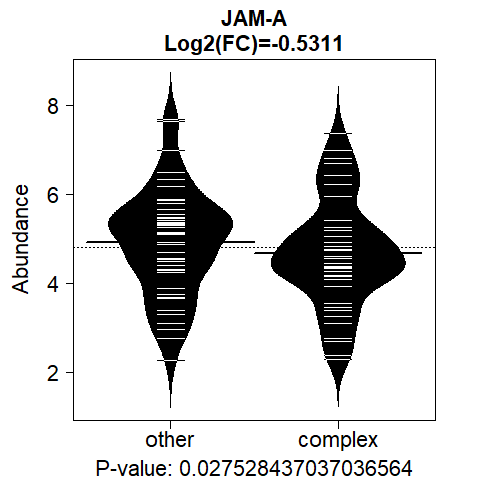 JAM-A
Log2(FC)=-0.5311
Abundance
8
6
4
2
other
complex
P-value: 0.027528437037036564